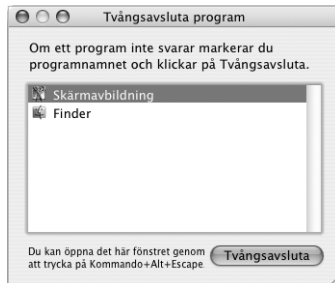 Tvångsavsluta program
Om ett program inte svarar markerar du
programnamnet och klickar på Tvångsavsluta.
Skärmavbildning
Finder
Du kan öppna det här fönstret genom
att trycka på Kommando+Alt+Escape
Tvångsavsluta